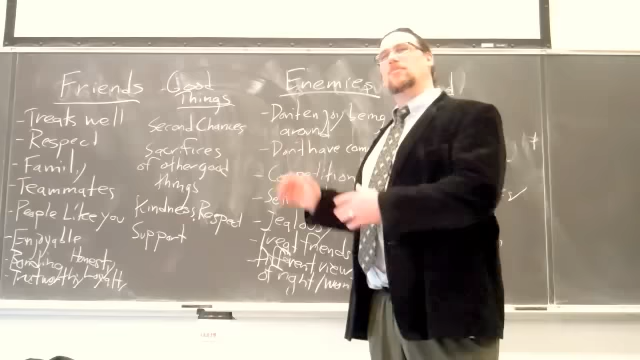 Friends
- Treats well
- Respect
- Family
- Teammates
- People Like you
- Enjoyable
- Bonding Honesty
- Trustworthy Loyalty
Good
Things
Second Chances
Sacrifices
of other good
things
Kindness Respect
Support
Enemies
- Don't enjoy being
around
- Don't have
- Competition
- Jealousy
friends
- Different view
of right/